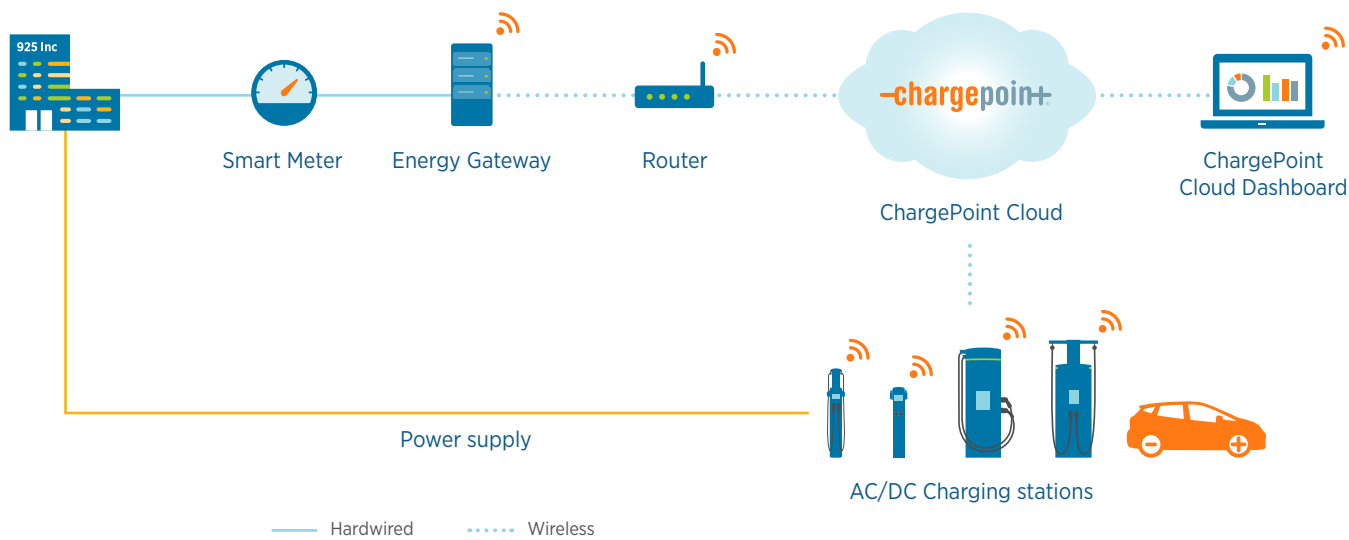 925 Inc
Smart Meter
Energy Gateway
Router
chargepoin+
ChargePoint Cloud
ChargePoint
Cloud Dashboard
Power supply
AC/DC Charging stations
Hardwired
Wireless